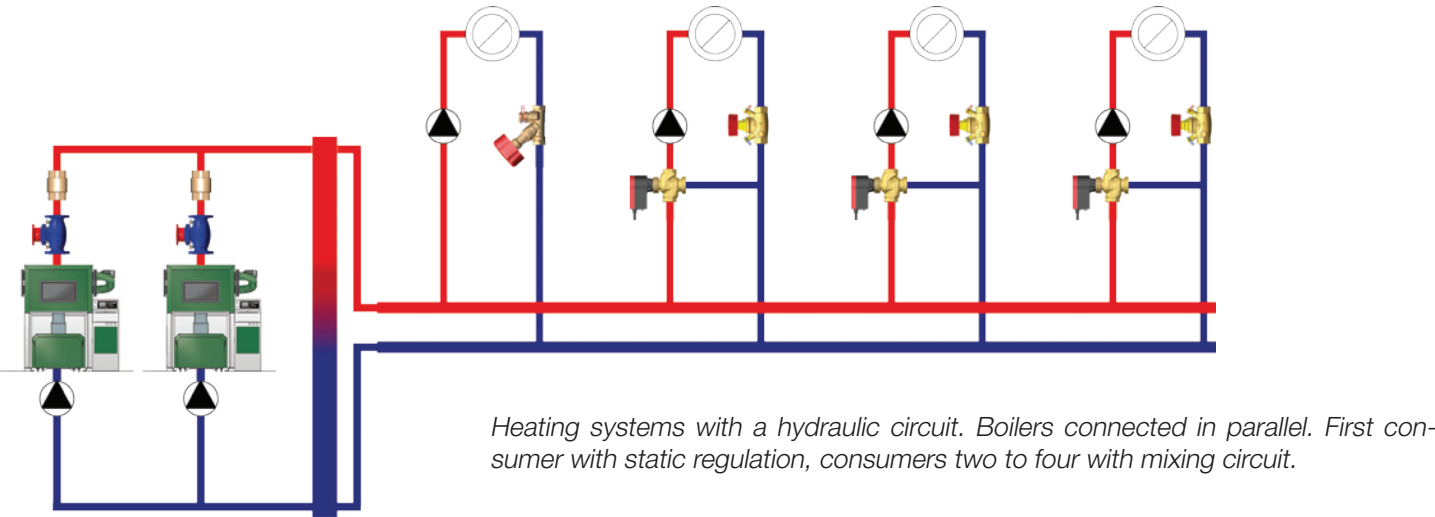 Heating systems with a hydraulic circuit. Boilers connected in parallel. First con-
sumer with static regulation, consumers two to four with mixing circuit.